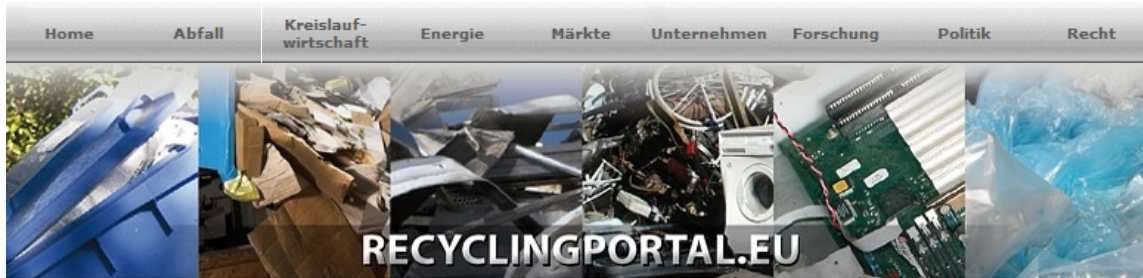 Home
Abfall
Kreislauf-
wirtschaft
Energie
Märkte
Unternehmen
Forschung
Politik
Recht
RECYCLINGPORTAL.EU